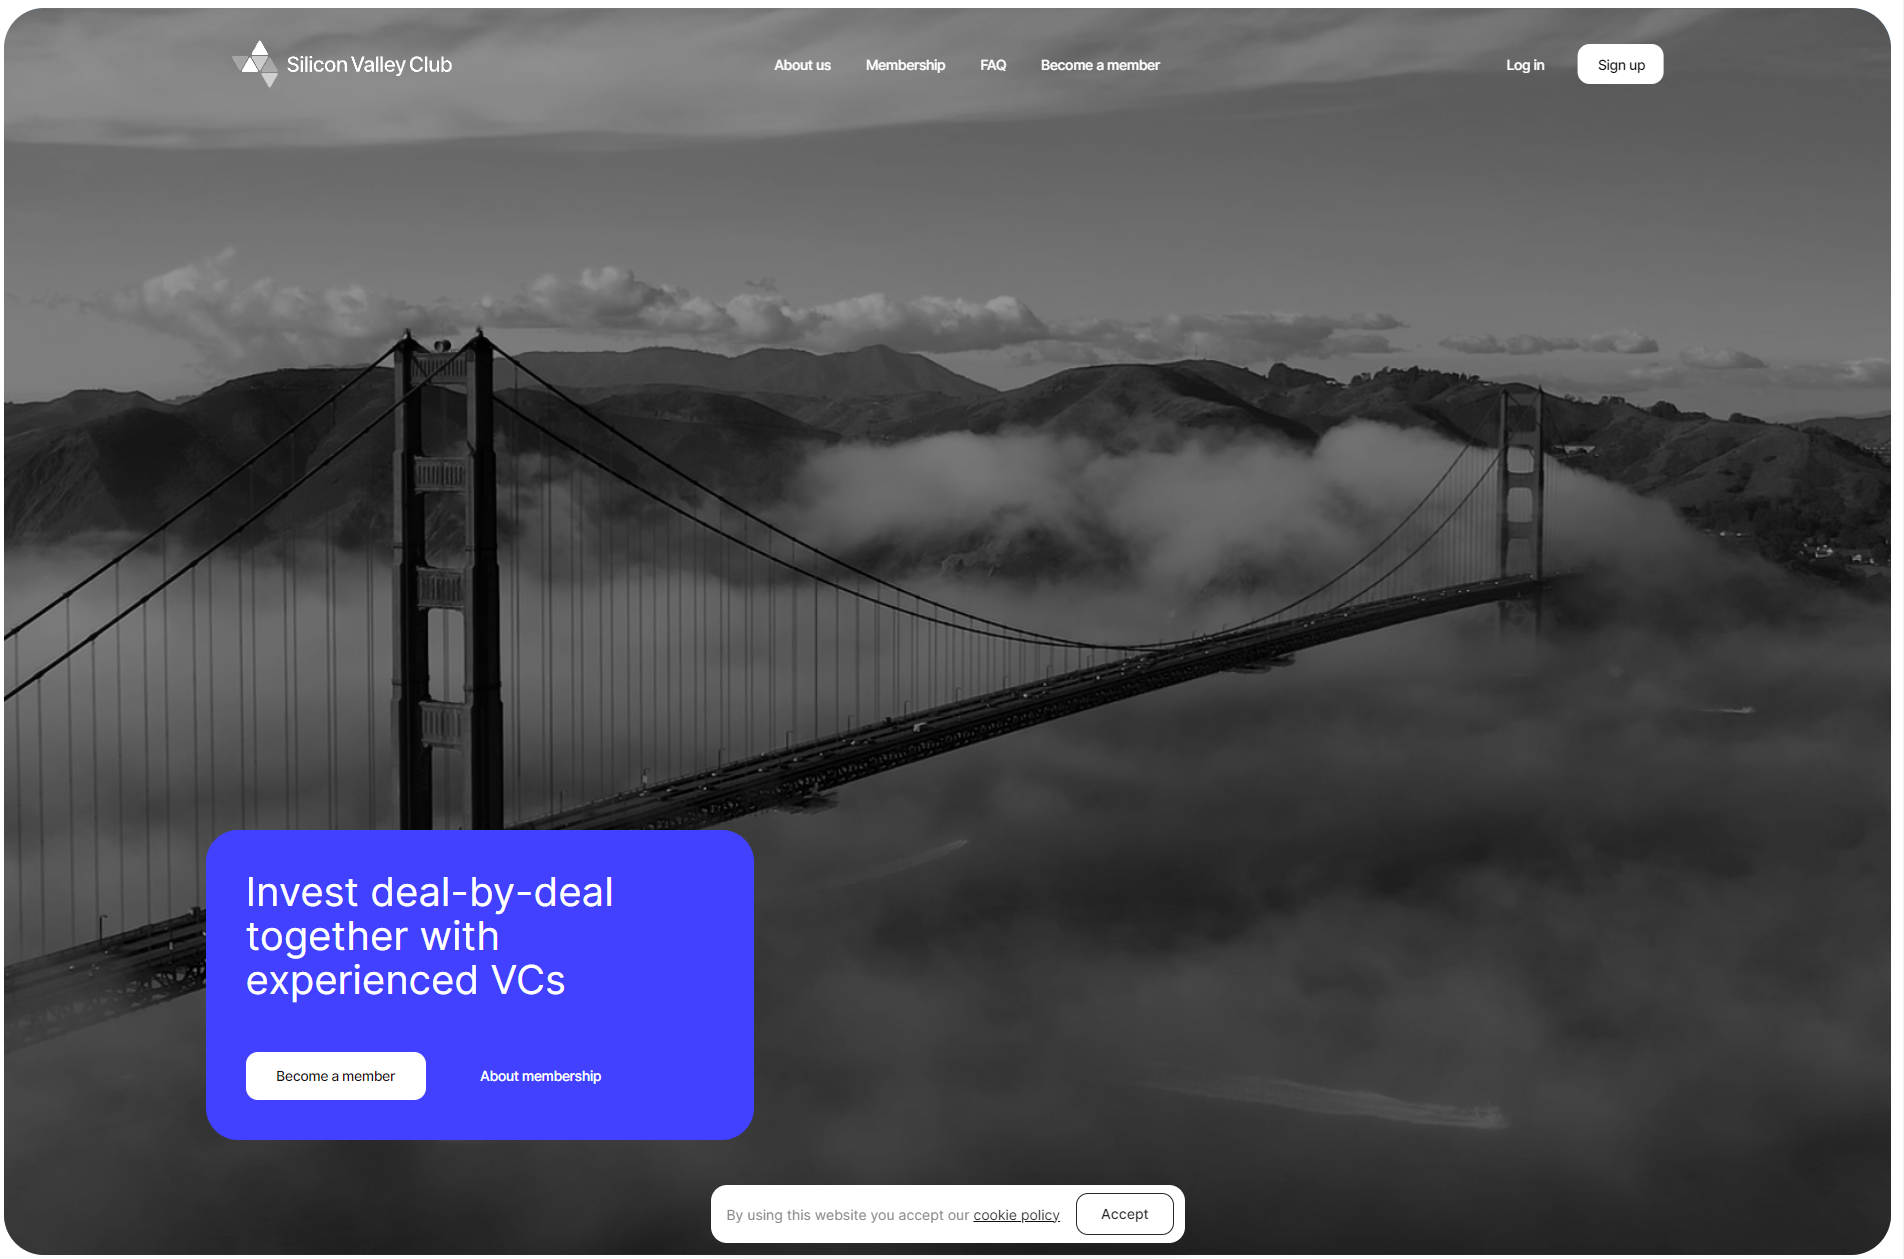 Silicon Valley Club
About us
Membership
FAQ
Become a member
Log in
Sign up
Invest deal-by-deal
together with
experienced VCs
Become a member
About membership
By using this website you accept our cookie policy
Accept